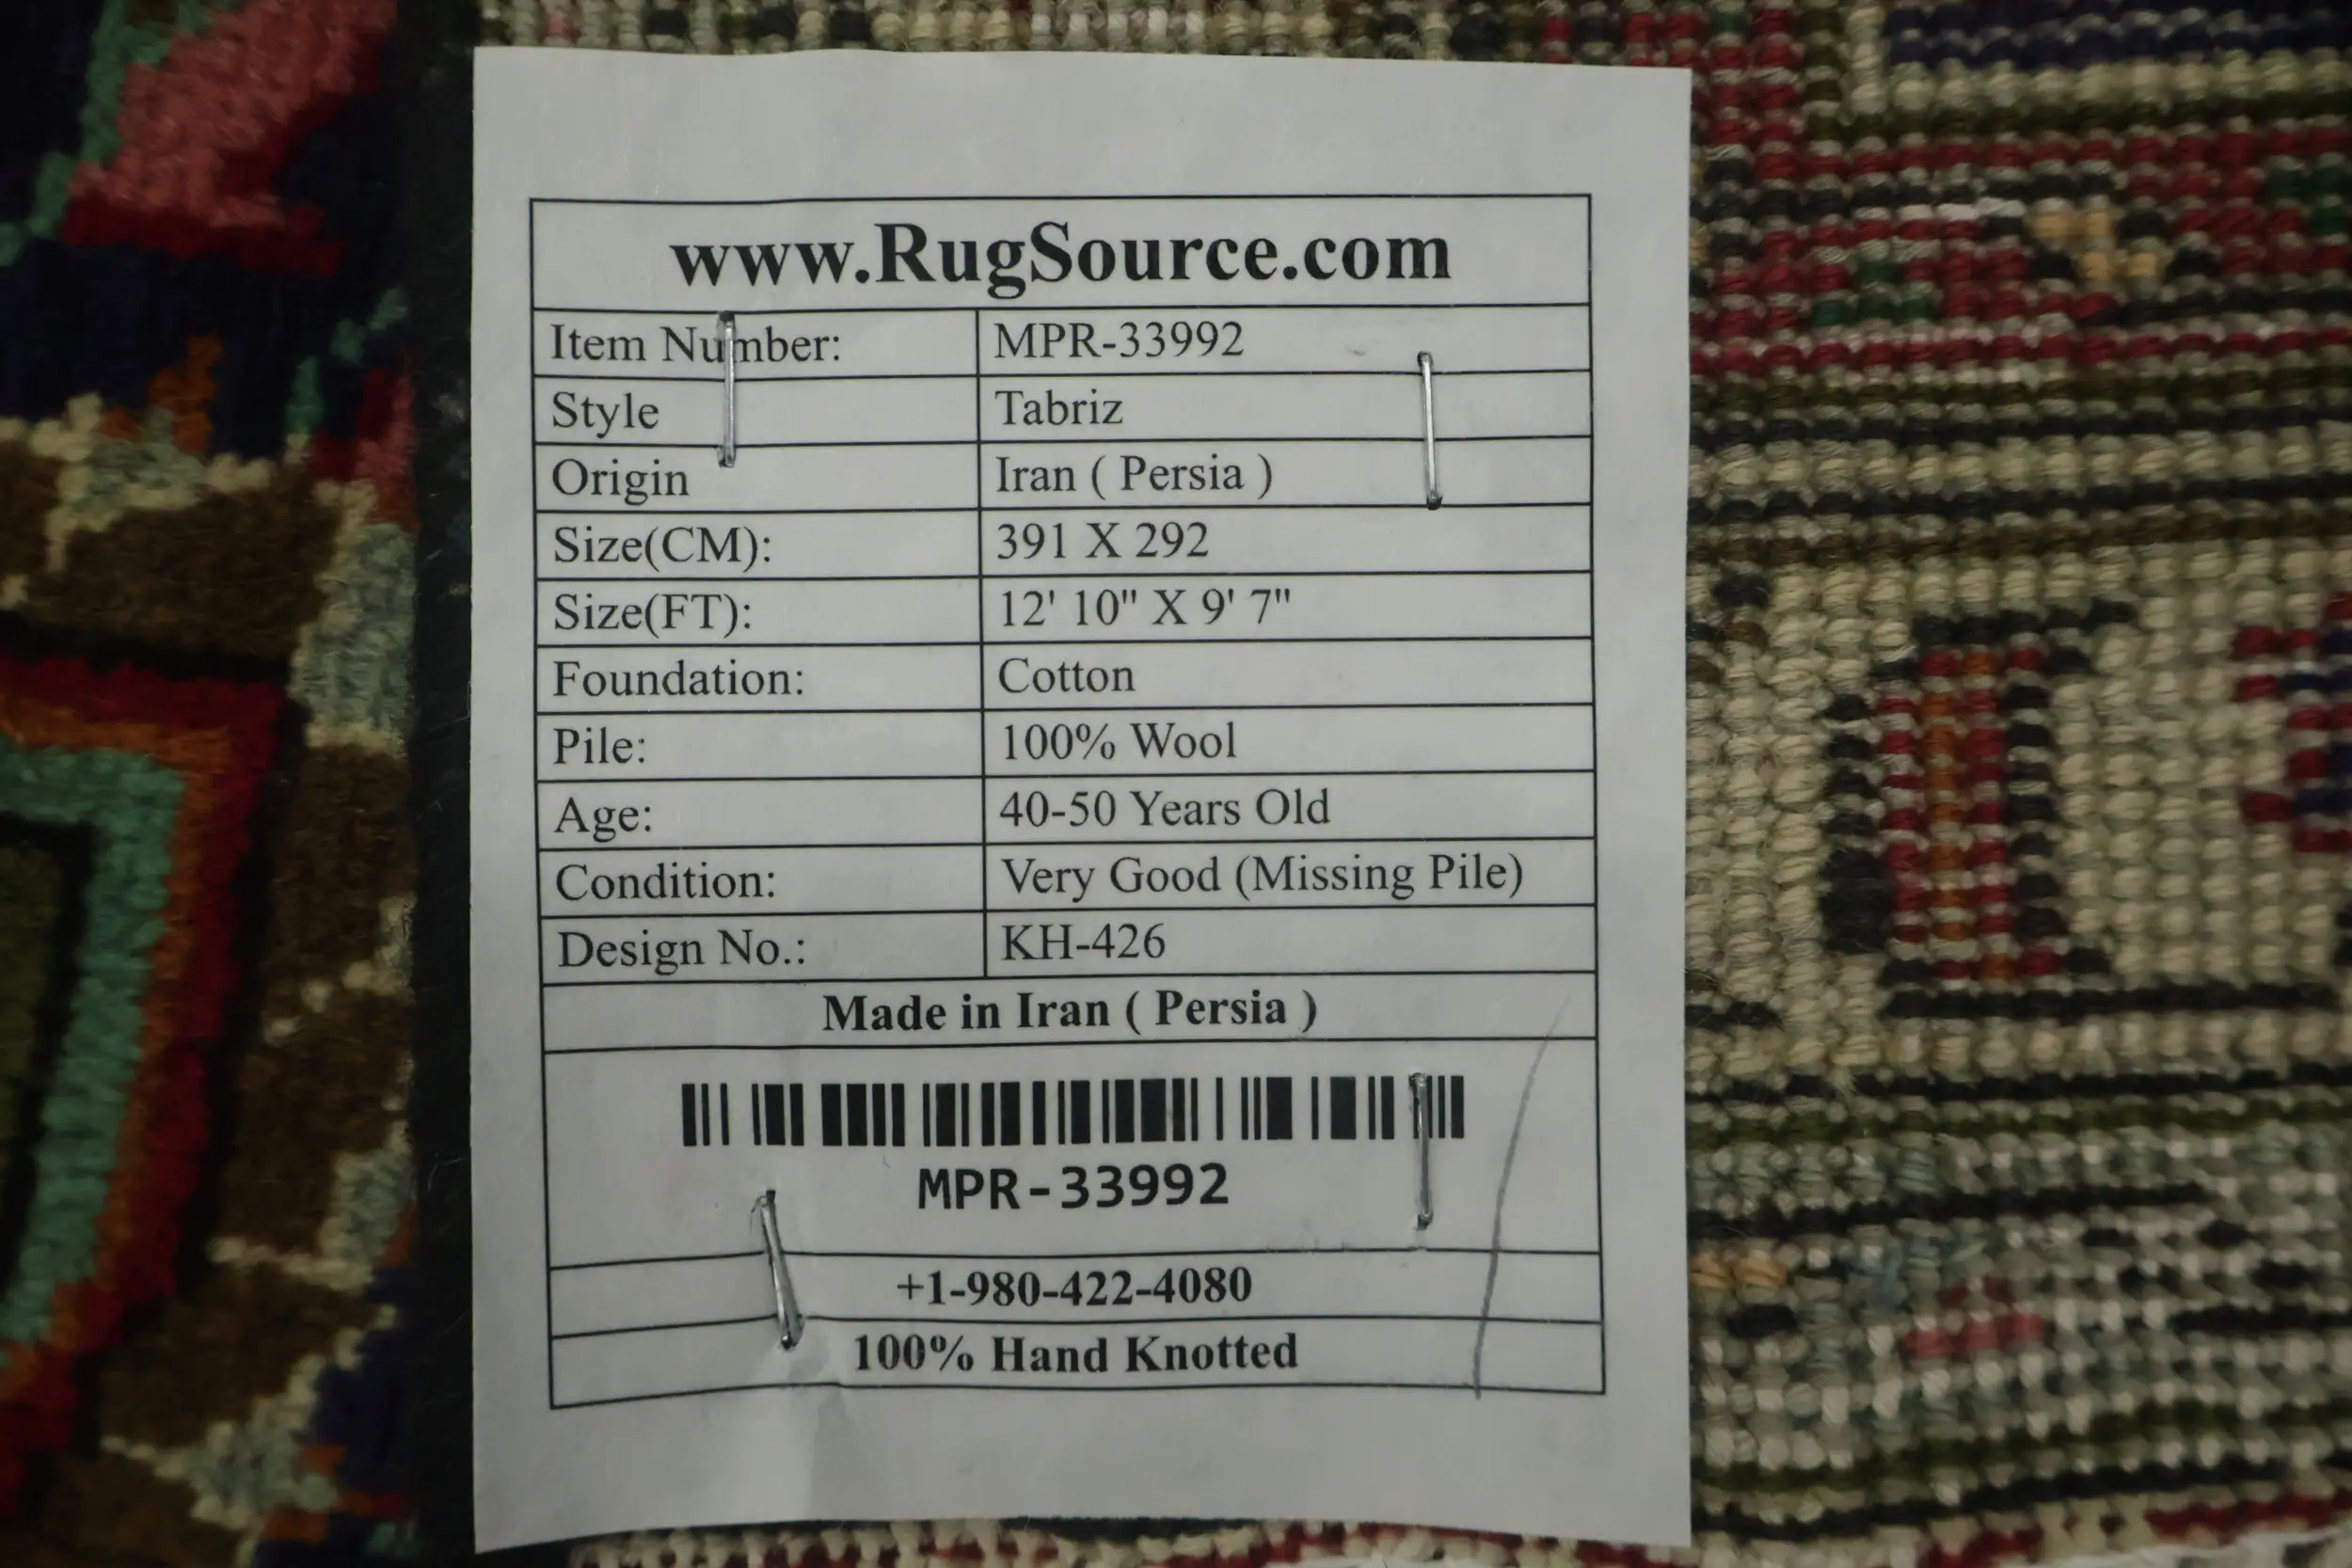 www.RugSource.com
Item Number: MPR-33992
Style Tabriz
Origin Iran ( Persia )
Size(CM): 391 X 292
Size(FT): 12' 10" X 9' 7"
Foundation: Cotton
Pile: 100% Wool
Age: 40-50 Years Old
Condition: Very Good (Missing Pile)
Design No.: KH-426
Made in Iran ( Persia )
MPR-33992
+1-980-422-4080
100% Hand Knotted